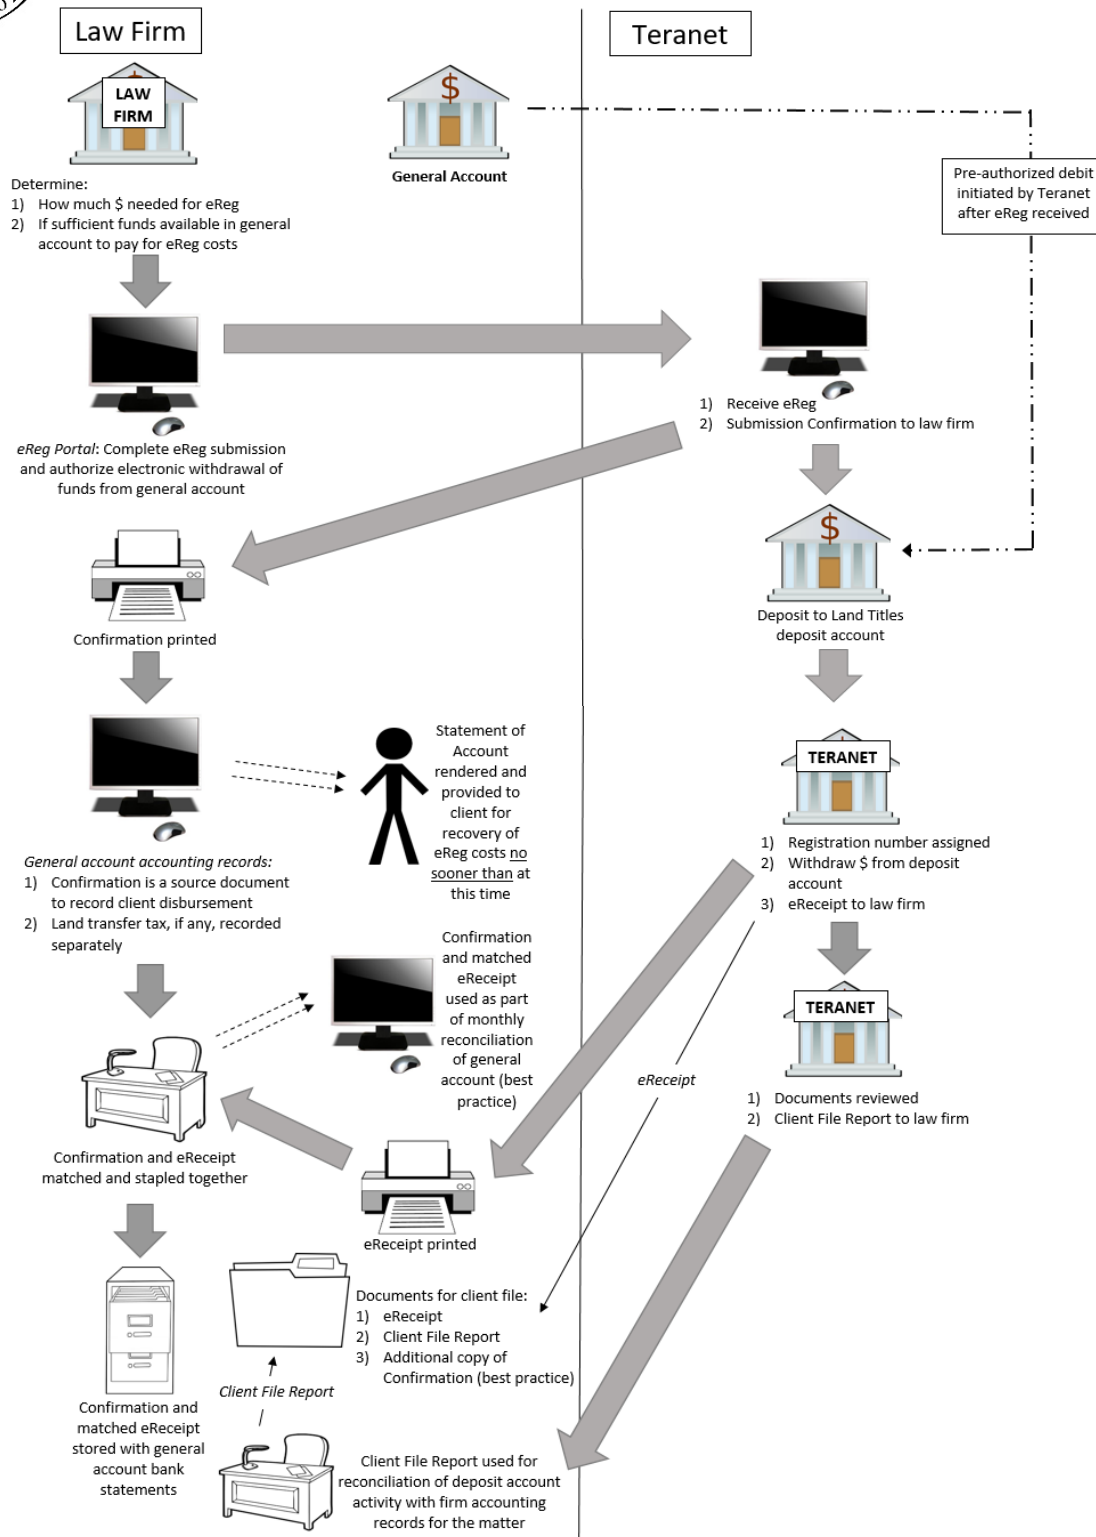 Law Firm
Teranet
LAW
FIRM
$
General Account
Determine:
1) How much $ needed for eReg
2) If sufficient funds available in general
account to pay for eReg costs
Pre-authorized debit
initiated by Teranet
after eReg received
1) Receive eReg
2) Submission Confirmation to law firm
eReg Portal: Complete eReg submission
and authorize electronic withdrawal of
funds from general account
$
Deposit to Land Titles
deposit account
Confirmation printed
Statement of
Account
rendered and
provided to
client for
recovery of
eReg costs no
sooner than at
this time
TERANET
1) Registration number assigned
2) Withdraw $ from deposit
account
3) eReceipt to law firm
General account accounting records:
1) Confirmation is a source document
to record client disbursement
2) Land transfer tax, if any, recorded
separately
Confirmation
and matched
eReceipt
used as part
of monthly
reconciliation
of general
account (best
practice)
TERANET
1) Documents reviewed
2) Client File Report to law firm
eReceipt
Confirmation and eReceipt
matched and stapled together
eReceipt printed
Documents for client file:
1) eReceipt
2) Client File Report
3) Additional copy of
Confirmation (best practice)
Client File Report
Confirmation and
matched eReceipt
stored with general
account bank
statements
Client File Report used for
reconciliation of deposit account
activity with firm accounting
records for the matter